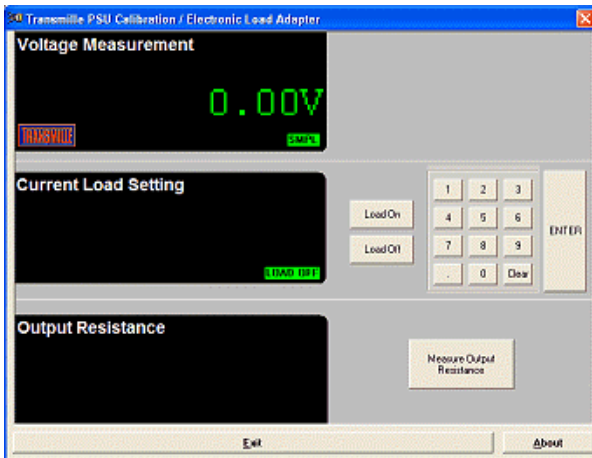 Transmille PSU Calibration / Electronic Load Adapter
Voltage Measurement
0.00V
TRANSMILLE
SMPL
Current Load Setting
LOAD OFF
Load On
Load Off
1 2 3
4 5 6
7 8 9
. 0 Clear
ENTER
Output Resistance
Measure Output
Resistance
Exit
About